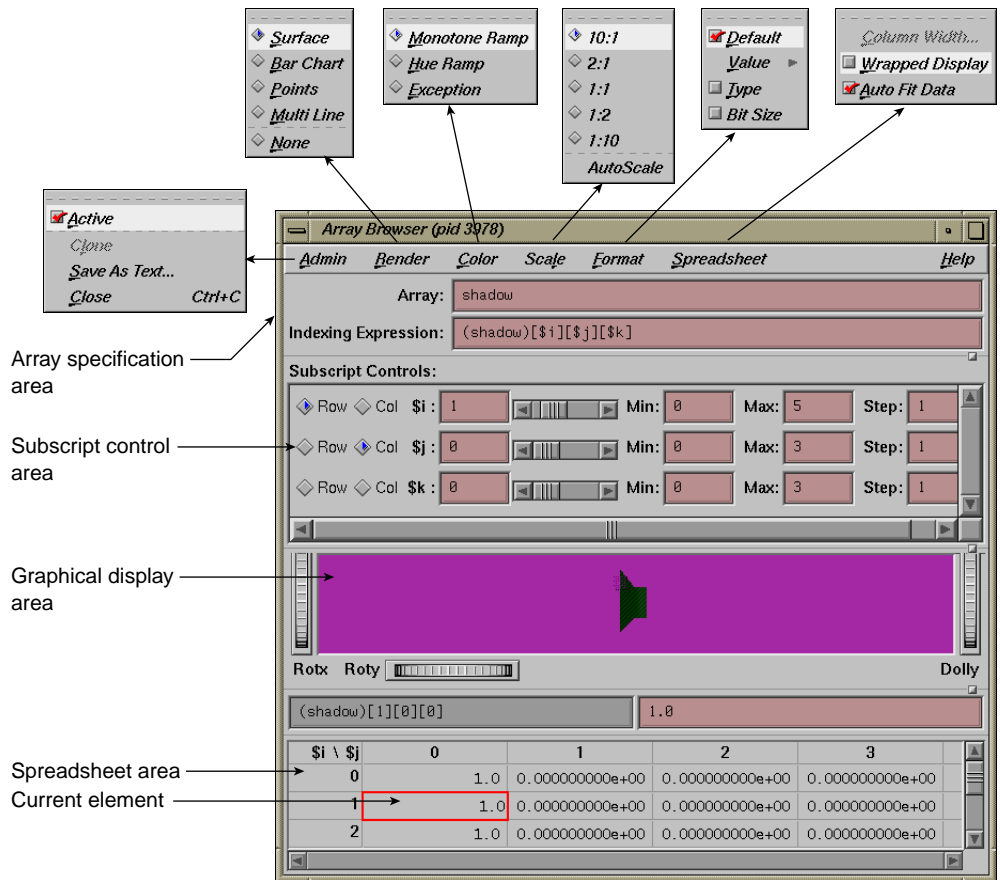 Surface
Bar Chart
Points
Multi Line
None
Monotone Ramp
Hue Ramp
Exception
10:1
2:1
1:1
1:2
1:10
AutoScale
Default
Value
Type
Bit Size
Column Width...
Wrapped Display
Auto Fit Data
Active
Clone
Save As Text...
Close Ctrl+C
Array Browser (pid 3978)
Admin Render Color Scale Format Spreadsheet Help
Array: shadow
Indexing Expression: (shadow)[$i][$j][$k]
Array specification
area
Subscript Controls:
Row Col $i : 1 Min: 0 Max: 5 Step: 1
Subscript control
area
Row Col $j : 0 Min: 0 Max: 3 Step: 1
Row Col $k : 0 Min: 0 Max: 3 Step: 1
Graphical display
area
Rotx Roty Dolly
(shadow)[1][0][0] 1.0
$i \ $j 0 1 2 3
Spreadsheet area
0 1.0 0.000000000e+00 0.000000000e+00 0.000000000e+00
Current element
1 1.0 0.000000000e+00 0.000000000e+00 0.000000000e+00
2 1.0 0.000000000e+00 0.000000000e+00 0.000000000e+00